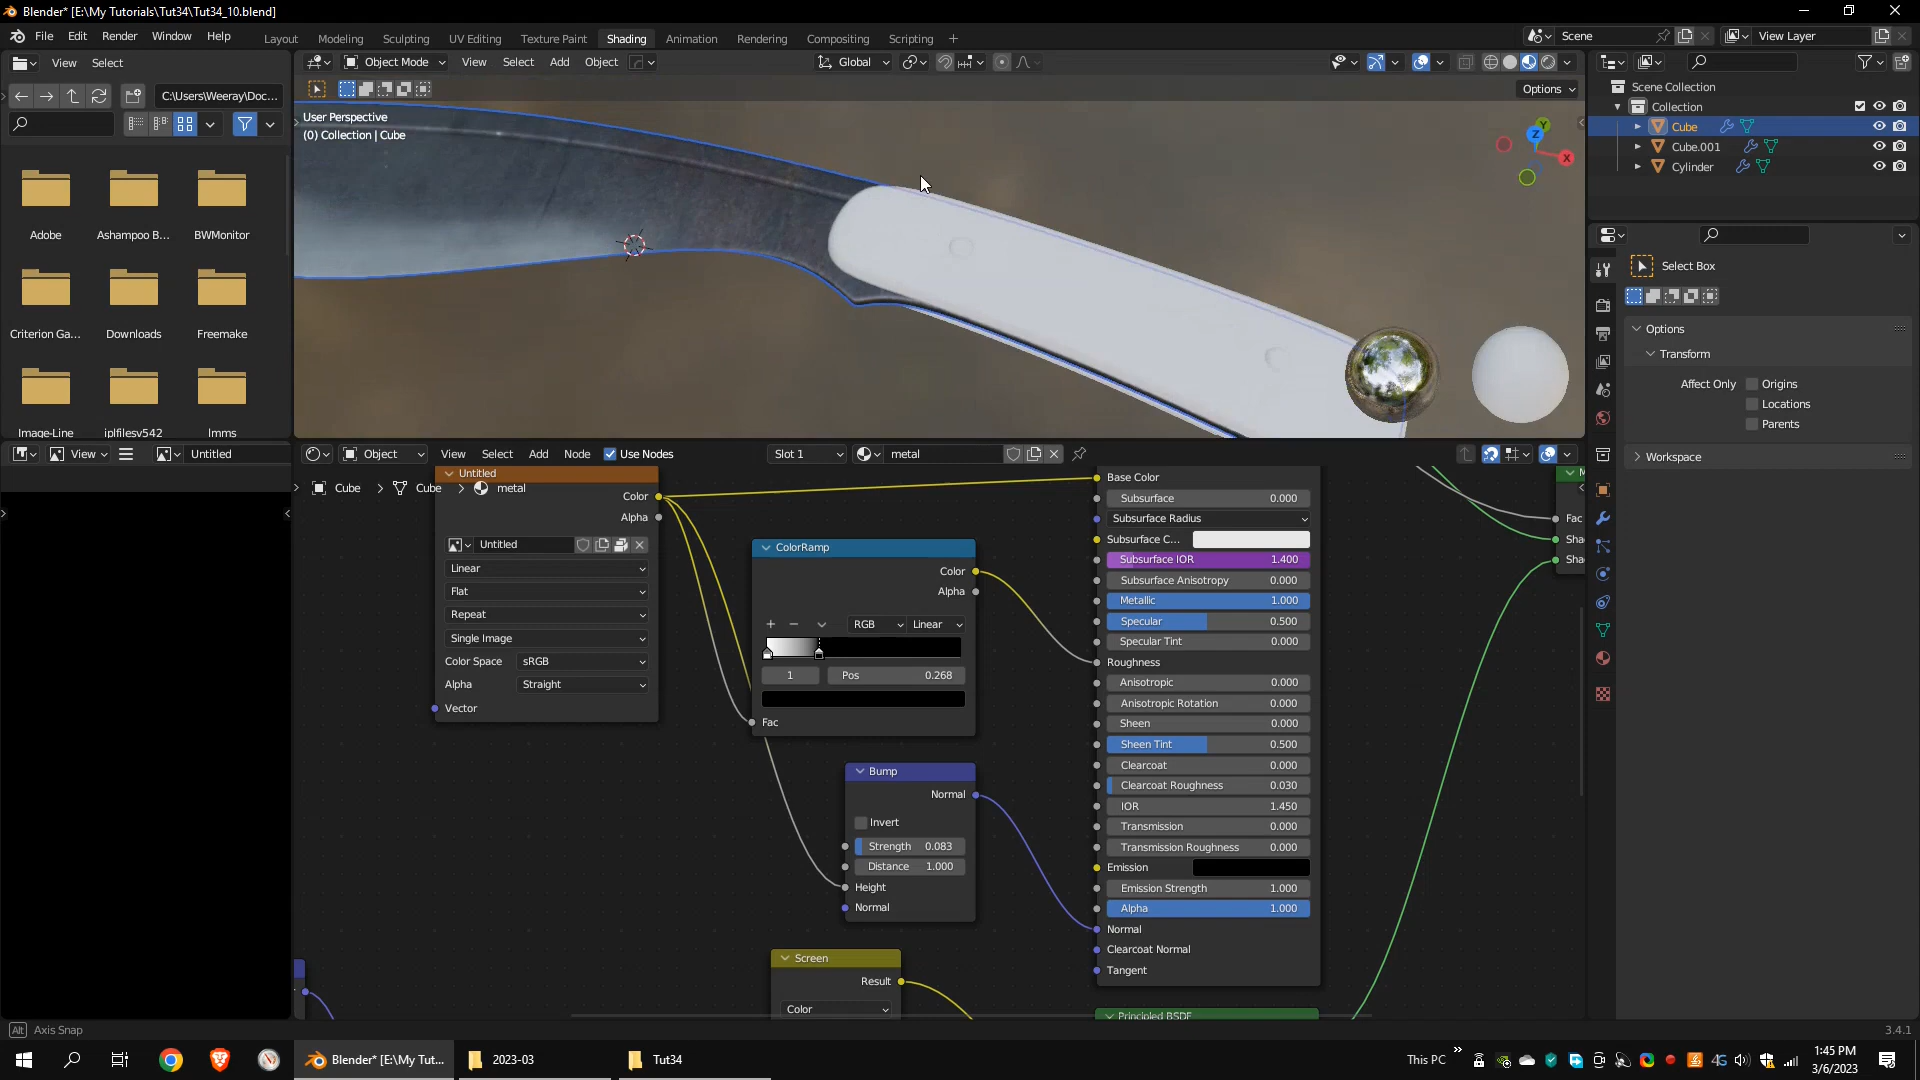 Blender* [E:\My Tutorials\Tut34\Tut34_10.blend]
File Edit Render Window Help
Layout Modeling Sculpting UV Editing Texture Paint Shading Animation Rendering Compositing Scripting
Scene View Layer
View Select
Object Mode View Select Add Object Global
C:\Users\Weeray\Doc...
Options
Scene Collection
Collection
Cube
Cube.001
Cylinder
User Perspective
(0) Collection | Cube
Z
Y
X
Adobe Ashampoo B... BWMonitor
Criterion Ga... Downloads Freemake
Image-Line iplfilesv542 lmms
Select Box
Options
Transform
Affect Only Origins
Locations
Parents
Workspace
View Untitled
Object View Select Add Node Use Nodes Slot 1 metal
Cube Cube metal
Untitled
Color
Alpha
Untitled
Linear
Flat
Repeat
Single Image
Color Space sRGB
Alpha Straight
Vector
ColorRamp
Color
Alpha
RGB Linear
1 Pos 0.268
Fac
Bump
Normal
Invert
Strength 0.083
Distance 1.000
Height
Normal
Screen
Result
Color
Base Color
Subsurface 0.000
Subsurface Radius
Subsurface C...
Subsurface IOR 1.400
Subsurface Anisotropy 0.000
Metallic 1.000
Specular 0.500
Specular Tint 0.000
Roughness
Anisotropic 0.000
Anisotropic Rotation 0.000
Sheen 0.000
Sheen Tint 0.500
Clearcoat 0.000
Clearcoat Roughness 0.030
IOR 1.450
Transmission 0.000
Transmission Roughness 0.000
Emission
Emission Strength 1.000
Alpha 1.000
Normal
Clearcoat Normal
Tangent
Principled BSDF
M
Fac
Sha
Sha
Alt Axis Snap
3.4.1
Blender* [E:\My Tut... 2023-03 Tut34
This PC
4G
1:45 PM
3/6/2023